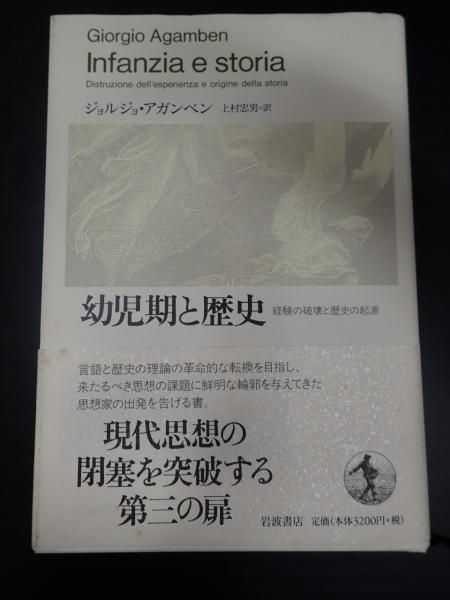 Giorgio Agamben
Infanzia e storia
Distruzione dell'esperienza e origine della storia
ジョルジョ・アガンベン 上村忠男・訳
幼児期と歴史 経験の破壊と歴史の起源
言語と歴史の理論の革命的な転換を目指し、
来たるべき思想の課題に鮮明な輪郭を与えてきた
思想家の出発を告げる書。
現代思想の
閉塞を突破する
第三の扉
岩波書店 定価(本体3200円+税)